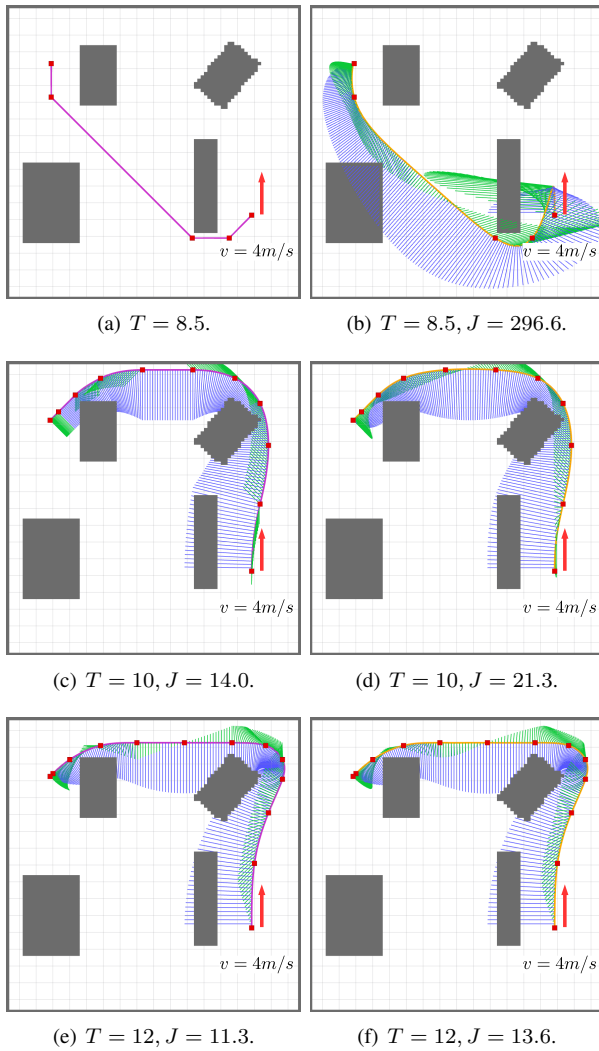 v = 4m/s
v = 4m/s
(a) T = 8.5.
(b) T = 8.5, J = 296.6.
v = 4m/s
v = 4m/s
(c) T = 10, J = 14.0.
(d) T = 10, J = 21.3.
v = 4m/s
v = 4m/s
(e) T = 12, J = 11.3.
(f) T = 12, J = 13.6.